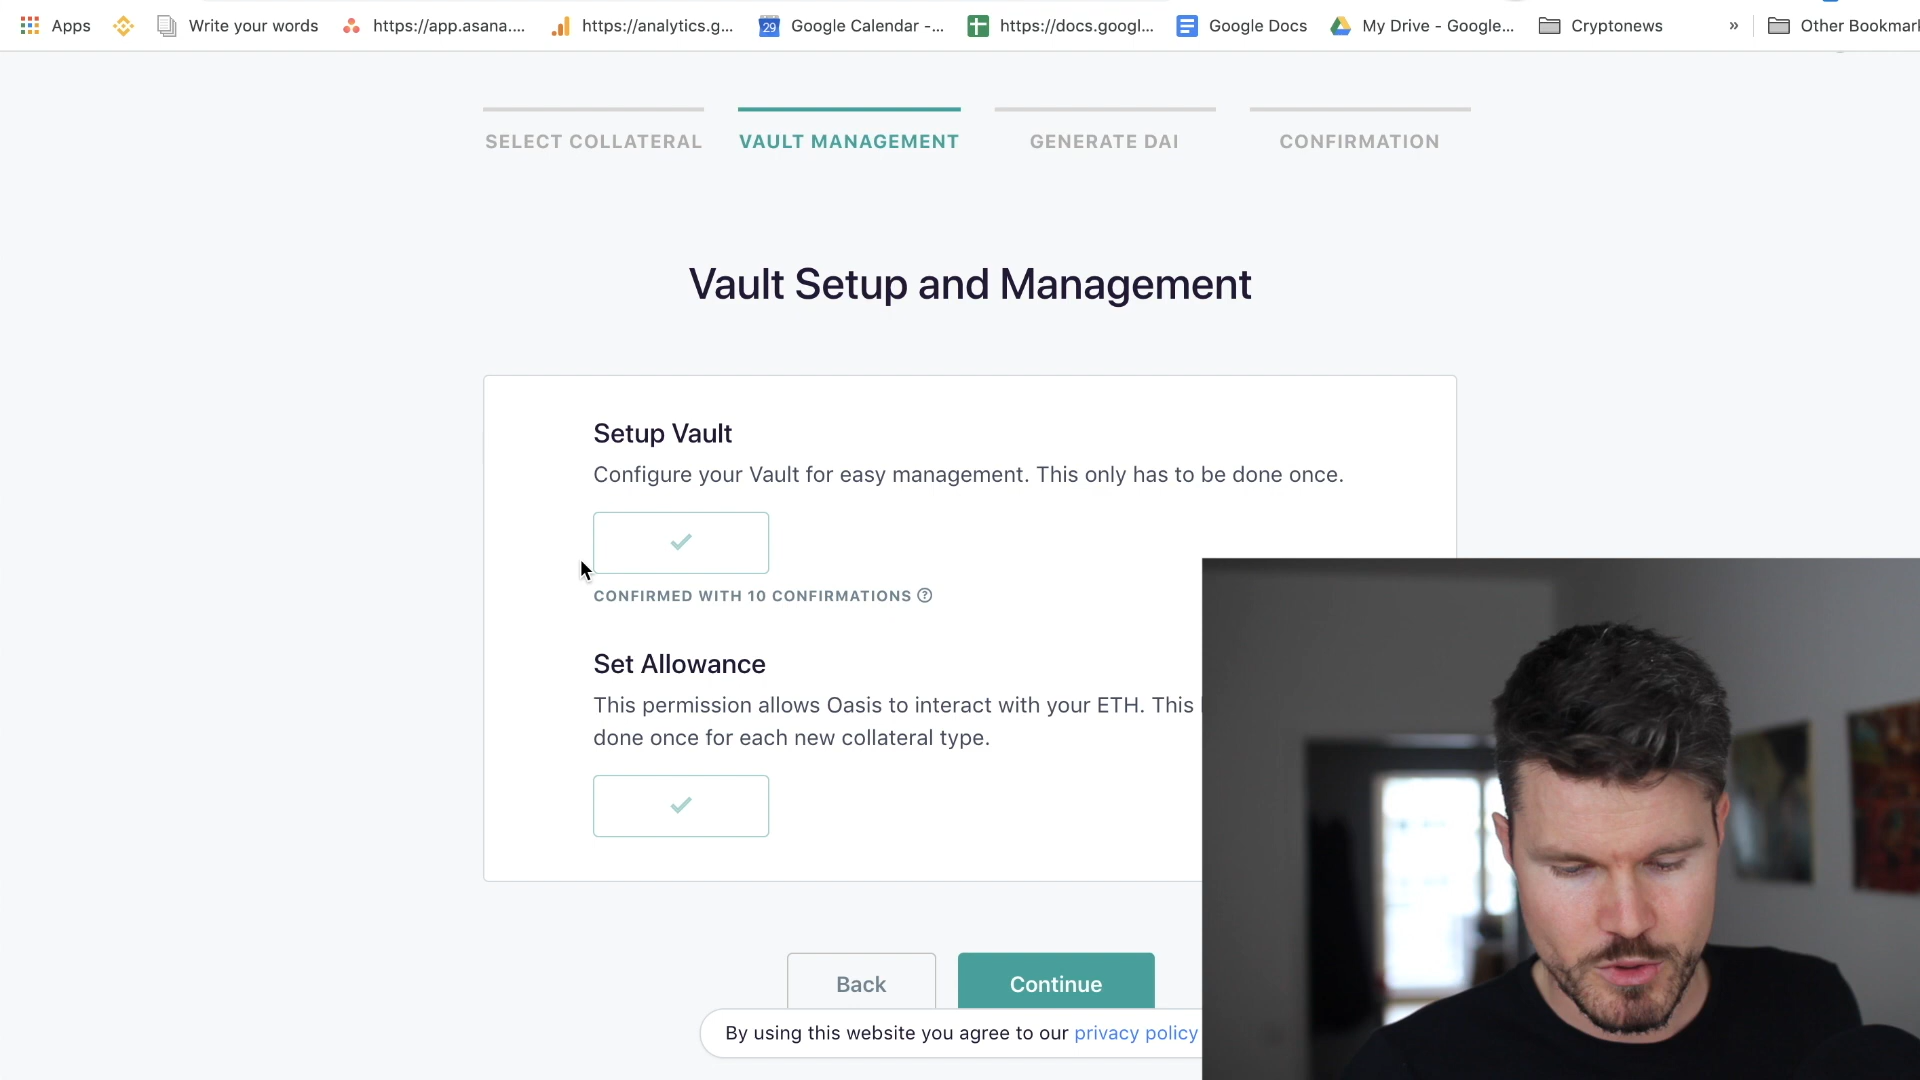 Apps
Write your words
https://app.asana....
https://analytics.g...
29
Google Calendar -...
https://docs.googl...
Google Docs
My Drive - Google...
Cryptonews
»
Other Bookmark
SELECT COLLATERAL
VAULT MANAGEMENT
GENERATE DAI
CONFIRMATION
Vault Setup and Management
Setup Vault
Configure your Vault for easy management. This only has to be done once.
CONFIRMED WITH 10 CONFIRMATIONS ?
Set Allowance
This permission allows Oasis to interact with your ETH. This
done once for each new collateral type.
Back
Continue
By using this website you agree to our privacy policy